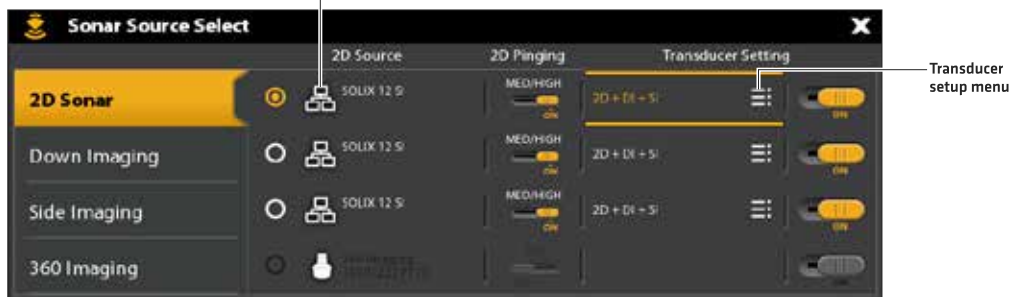 Sonar Source Select
2D Source 2D Pinging Transducer Setting
Transducer
setup menu
2D Sonar
SOLIX 12 SI
MED/HIGH
ON
2D + DI + SI
ON
Down Imaging
SOLIX 12 SI
MED/HIGH
ON
2D + DI + SI
ON
Side Imaging
SOLIX 12 SI
MED/HIGH
ON
2D + DI + SI
ON
360 Imaging